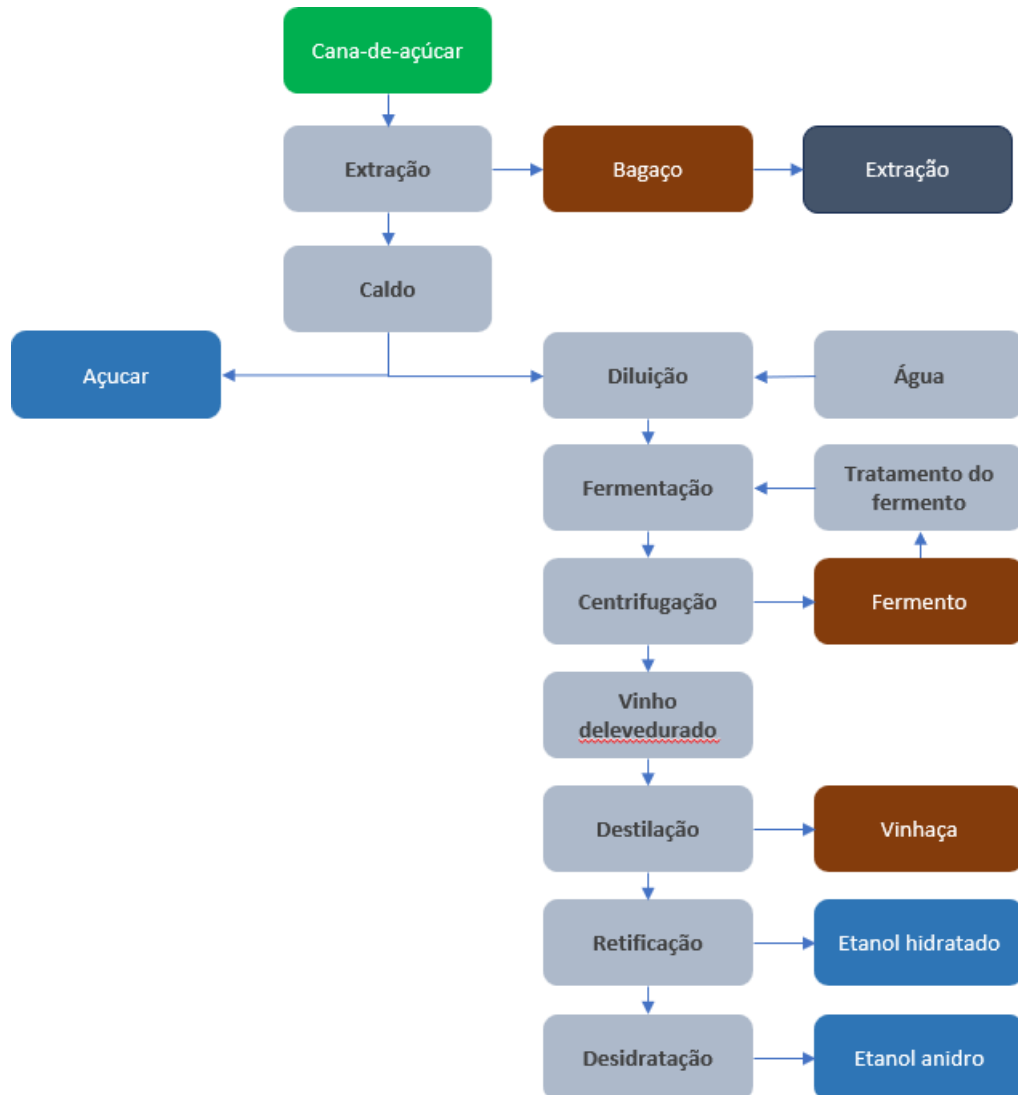 Cana-de-açúcar
Extração
Bagaço
Extração
Caldo
Açucar
Diluição
Água
Fermentação
Tratamento do
fermento
Centrifugação
Fermento
Vinho
delevedurado
Destilação
Vinhaça
Retificação
Etanol hidratado
Desidratação
Etanol anidro